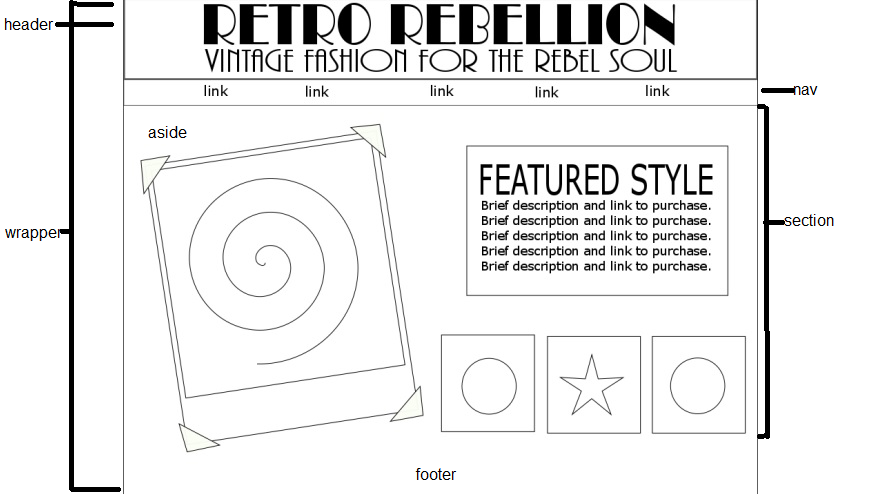 header
RETRO REBELLION
VINTAGE FASHION FOR THE REBEL SOUL
link link link link link
nav
aside
FEATURED STYLE
Brief description and link to purchase.
Brief description and link to purchase.
Brief description and link to purchase.
Brief description and link to purchase.
Brief description and link to purchase.
wrapper
section
footer